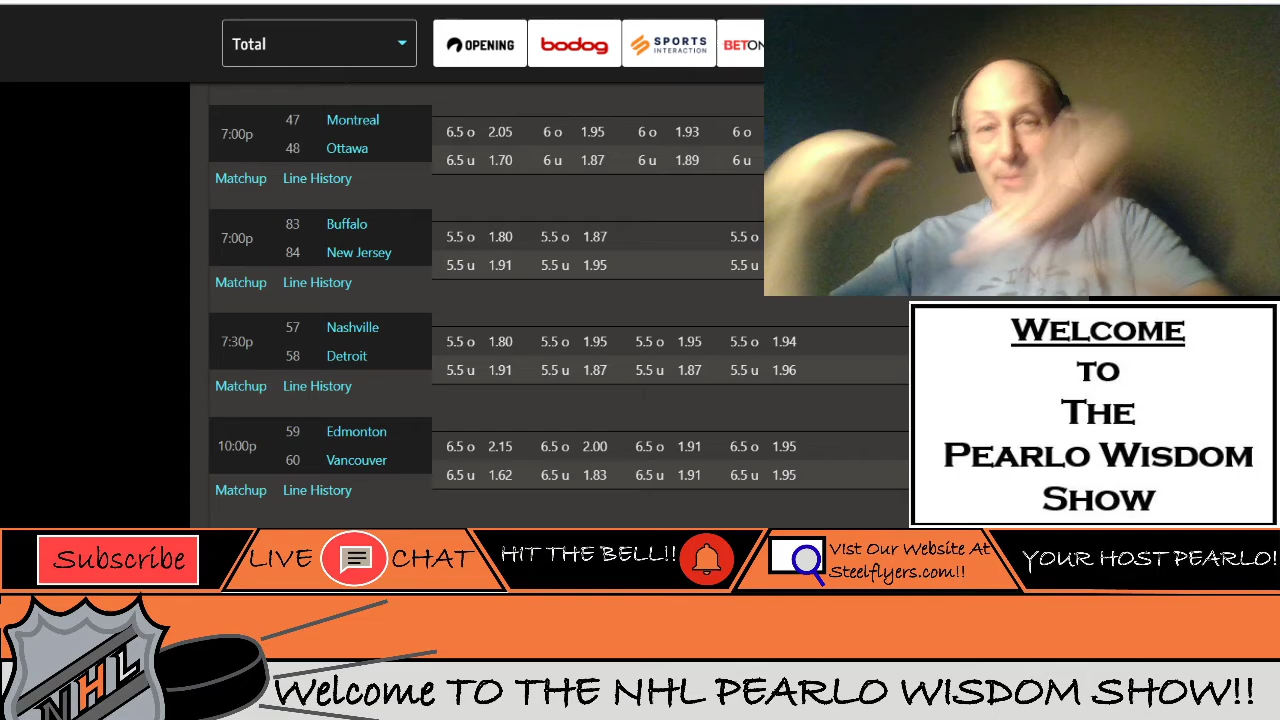 Total
OPENING
bodog
SPORTS
INTERACTION
BETON
7:00p
47 Montreal
48 Ottawa
6.5 o 2.05 6 o 1.95 6 o 1.93 6 o
6.5 u 1.70 6 u 1.87 6 u 1.89 6 u
Matchup Line History
7:00p
83 Buffalo
84 New Jersey
5.5 o 1.80 5.5 o 1.87 5.5 o
5.5 u 1.91 5.5 u 1.95 5.5 u
Matchup Line History
7:30p
57 Nashville
58 Detroit
5.5 o 1.80 5.5 o 1.95 5.5 o 1.95 5.5 o 1.94
5.5 u 1.91 5.5 u 1.87 5.5 u 1.87 5.5 u 1.96
Matchup Line History
10:00p
59 Edmonton
60 Vancouver
6.5 o 2.15 6.5 o 2.00 6.5 o 1.91 6.5 o 1.95
6.5 u 1.62 6.5 u 1.83 6.5 u 1.91 6.5 u 1.95
Matchup Line History
WELCOME
TO
THE
PEARLO WISDOM
SHOW
Subscribe
LIVE CHAT
HIT THE BELL!!
VIst Our WebsIte At
Steelflyers.com!!
YOUR HOST PEARLO!
NHL
Welcome TO THE NHL PEARLO WISDOM SHOW!!